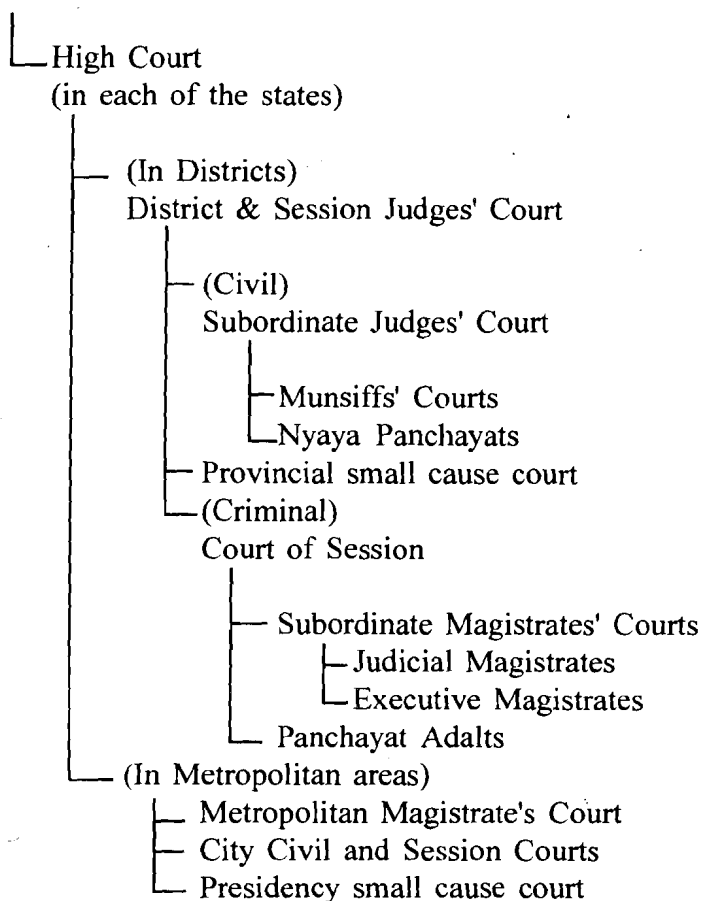 High Court
(in each of the states)
(In Districts)
District & Session Judges' Court
(Civil)
Subordinate Judges' Court
Munsiffs' Courts
Nyaya Panchayats
Provincial small cause court
(Criminal)
Court of Session
Subordinate Magistrates' Courts
Judicial Magistrates
Executive Magistrates
Panchayat Adalts
(In Metropolitan areas)
Metropolitan Magistrate's Court
City Civil and Session Courts
Presidency small cause court